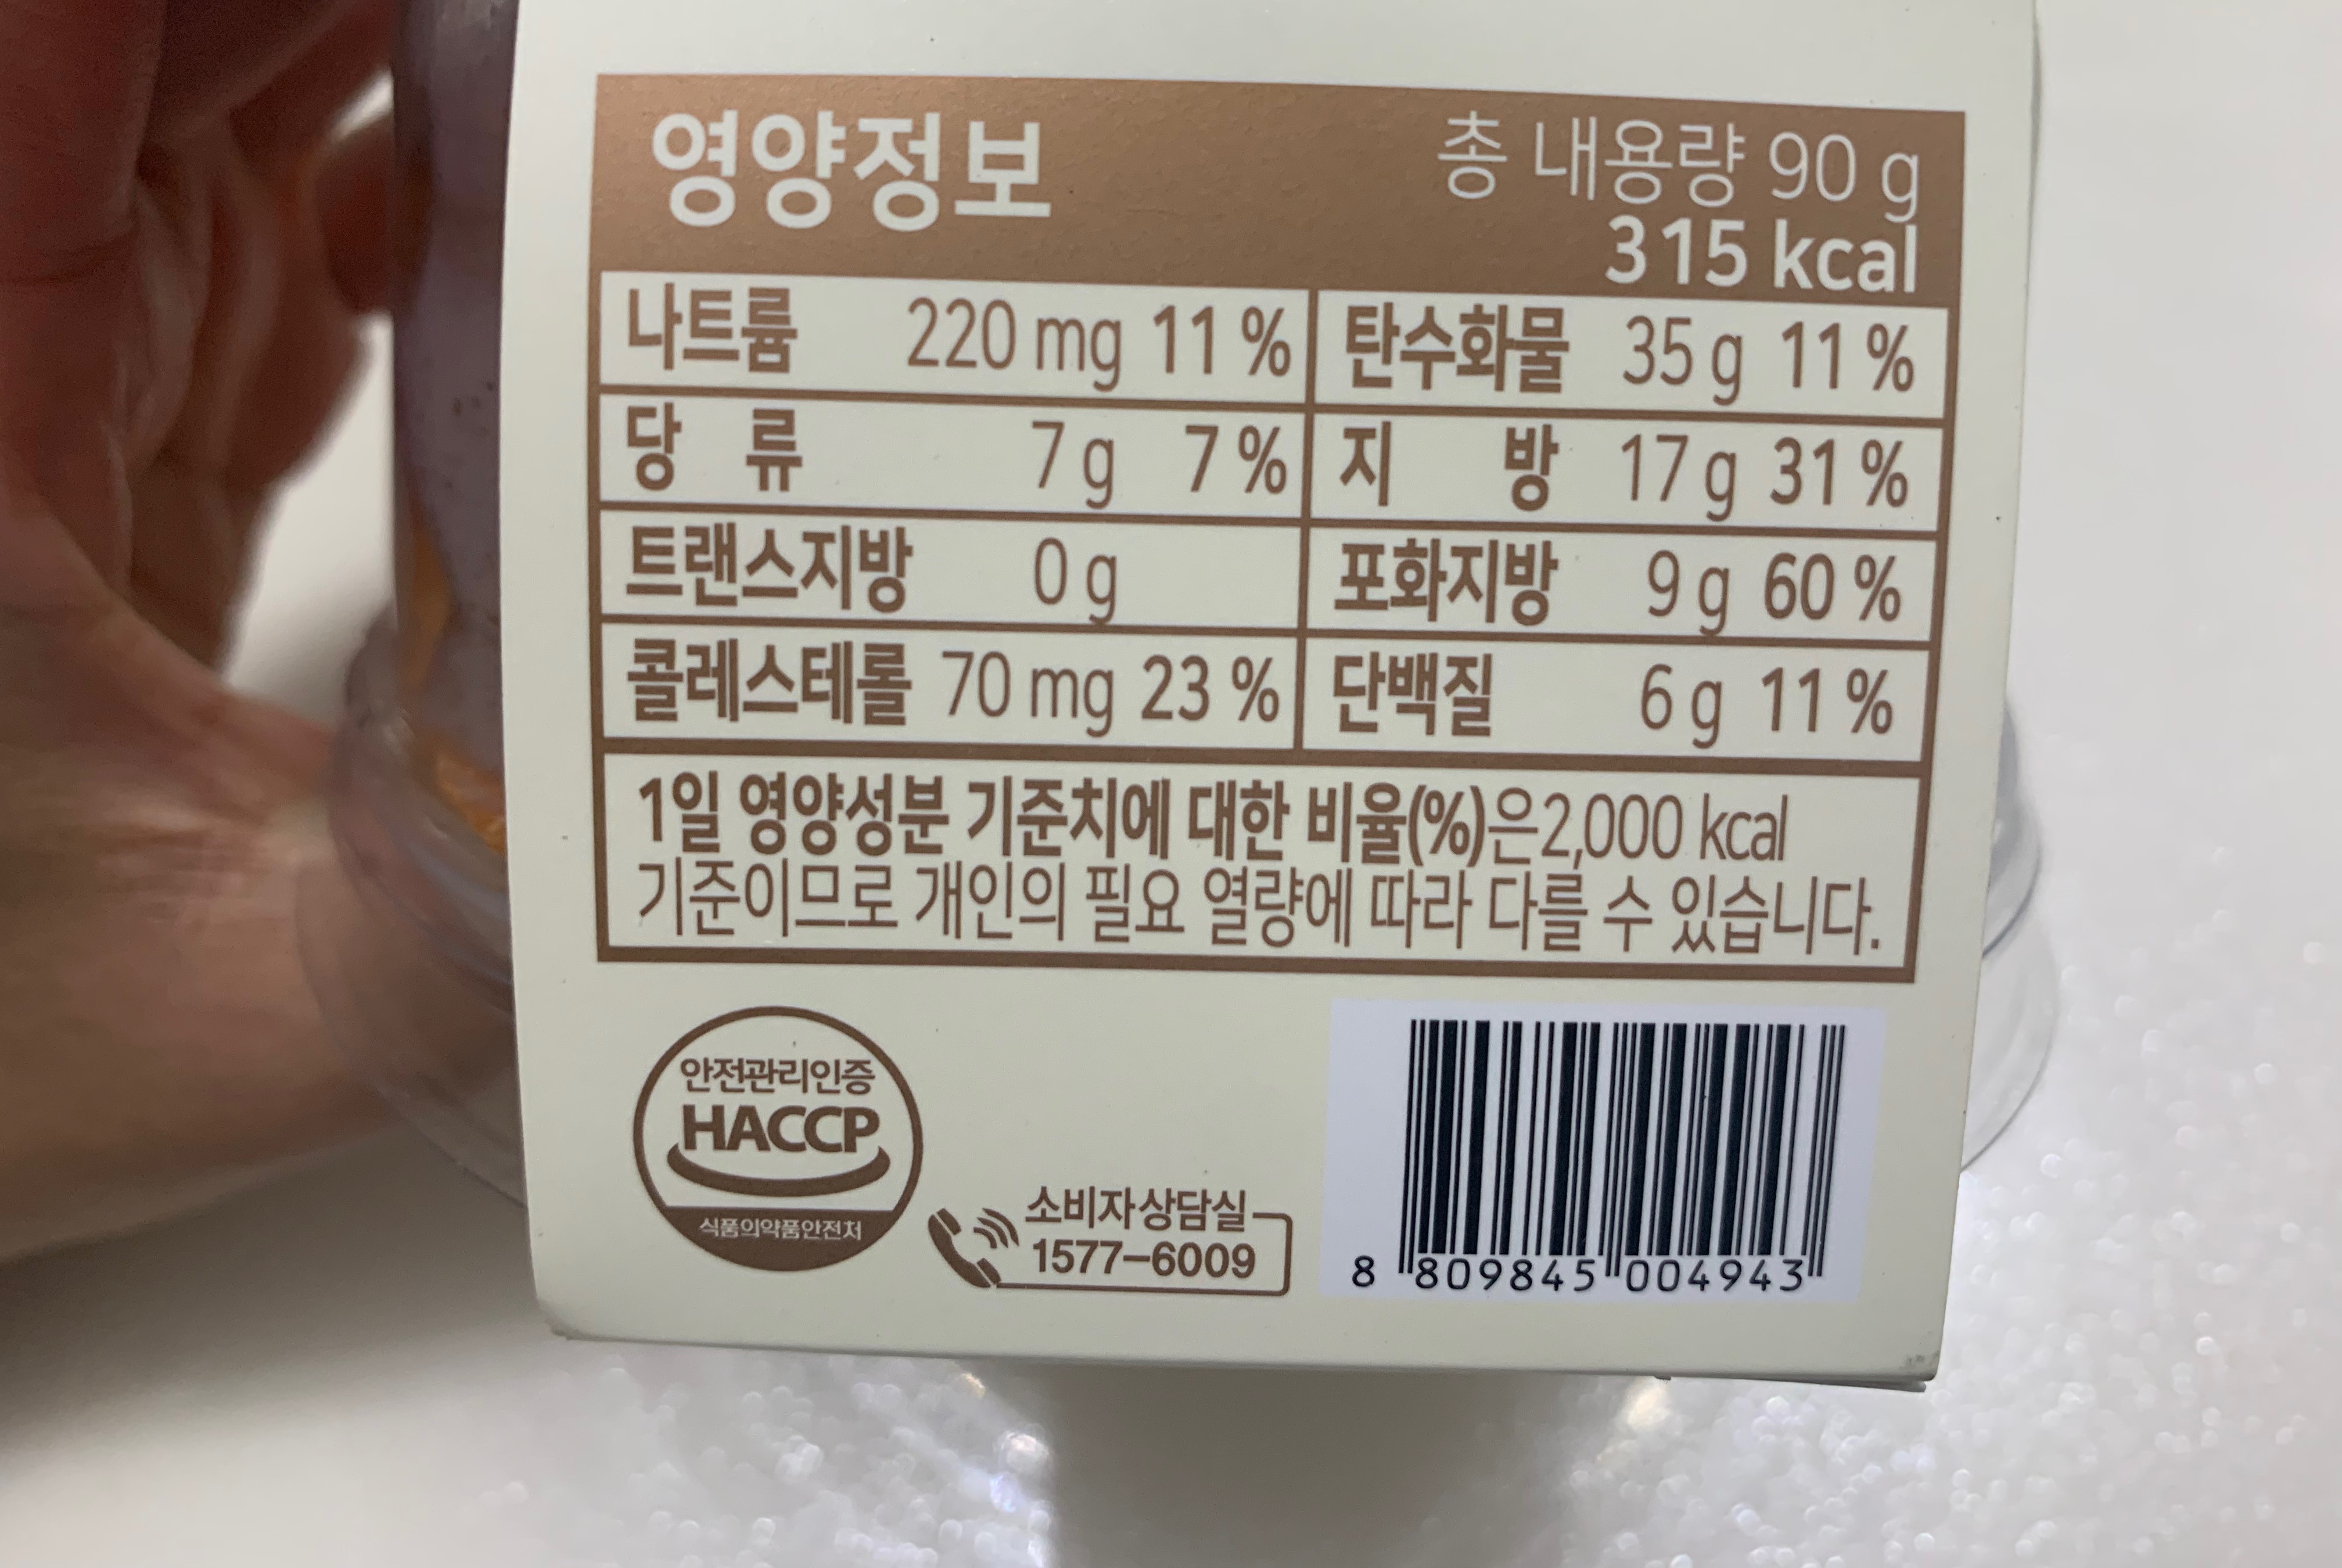 영양정보
총 내용량 90 g
315 kcal
나트륨 220 mg 11 % 탄수화물 35 g 11 %
당 류 7 g 7 % 지 방 17 g 31 %
트랜스지방 0 g 포화지방 9 g 60 %
콜레스테롤 70 mg 23 % 단백질 6 g 11 %
1일 영양성분 기준치에 대한 비율(%)은2,000 kcal
기준이므로 개인의 필요 열량에 따라 다를 수 있습니다.
안전관리인증
HACCP
식품의약품안전처
소비자상담실
1577-6009
8 809845 004943